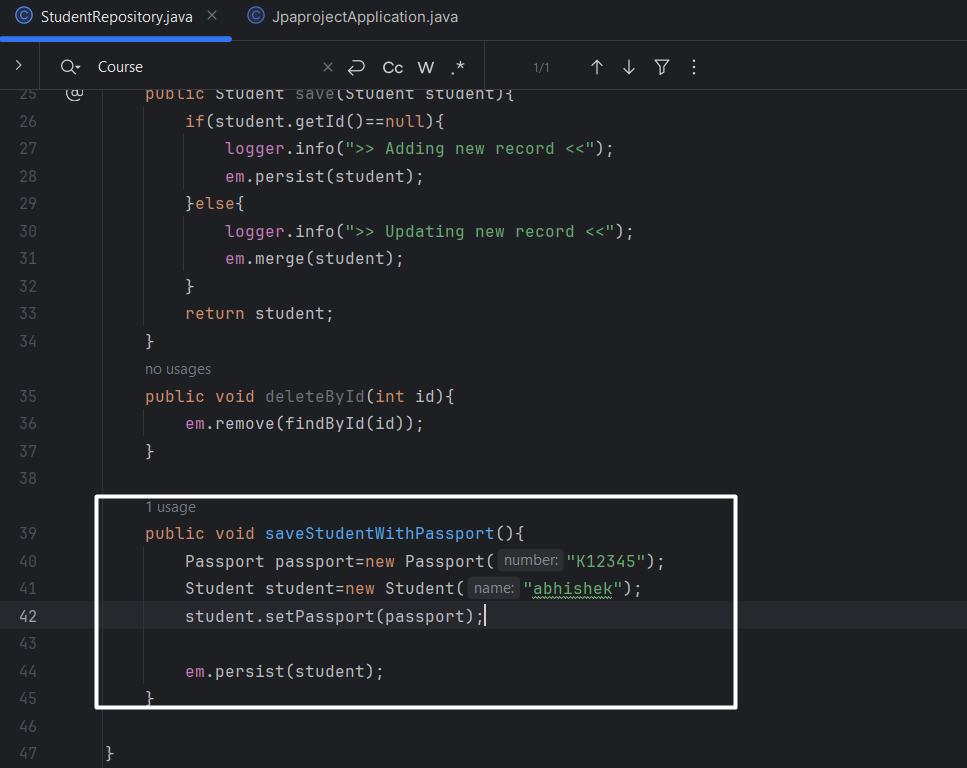 StudentRepository.java JpaprojectApplication.java
Course Cc W .* 1/1
25 public Student save(Student student){
26 if(student.getId()==null){
27 logger.info(">> Adding new record <<");
28 em.persist(student);
29 }else{
30 logger.info(">> Updating new record <<");
31 em.merge(student);
32 }
33 return student;
34 }
no usages
35 public void deleteById(int id){
36 em.remove(findById(id));
37 }
38
1 usage
39 public void saveStudentWithPassport(){
40 Passport passport=new Passport( number: "K12345");
41 Student student=new Student( name: "abhishek");
42 student.setPassport(passport);
43
44 em.persist(student);
45 }
46
47 }